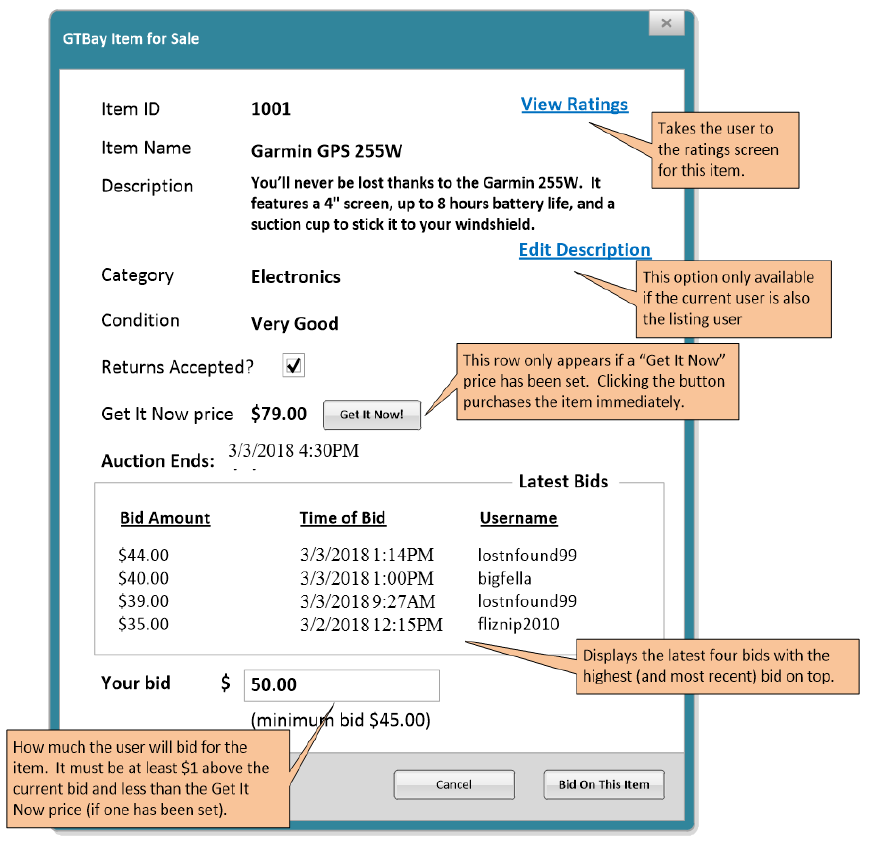 GTBay Item for Sale
Item ID 1001 View Ratings
Takes the user to
the ratings screen
for this item.
Item Name Garmin GPS 255W
Description You'll never be lost thanks to the Garmin 255W. It
features a 4" screen, up to 8 hours battery life, and a
suction cup to stick it to your windshield.
Edit Description
This option only available
if the current user is also
the listing user
Category Electronics
Condition Very Good
Returns Accepted?
This row only appears if a “Get It Now”
price has been set. Clicking the button
purchases the item immediately.
Get It Now price $79.00 Get It Now!
Auction Ends: 3/3/2018 4:30PM
Latest Bids
Bid Amount Time of Bid Username
$44.00 3/3/2018 1:14PM lostnfound99
$40.00 3/3/2018 1:00PM bigfella
$39.00 3/3/2018 9:27AM lostnfound99
$35.00 3/2/2018 12:15PM fliznip2010
Displays the latest four bids with the
highest (and most recent) bid on top.
Your bid $ 50.00
(minimum bid $45.00)
How much the user will bid for the
item. It must be at least $1 above the
current bid and less than the Get It
Now price (if one has been set).
Cancel Bid On This Item